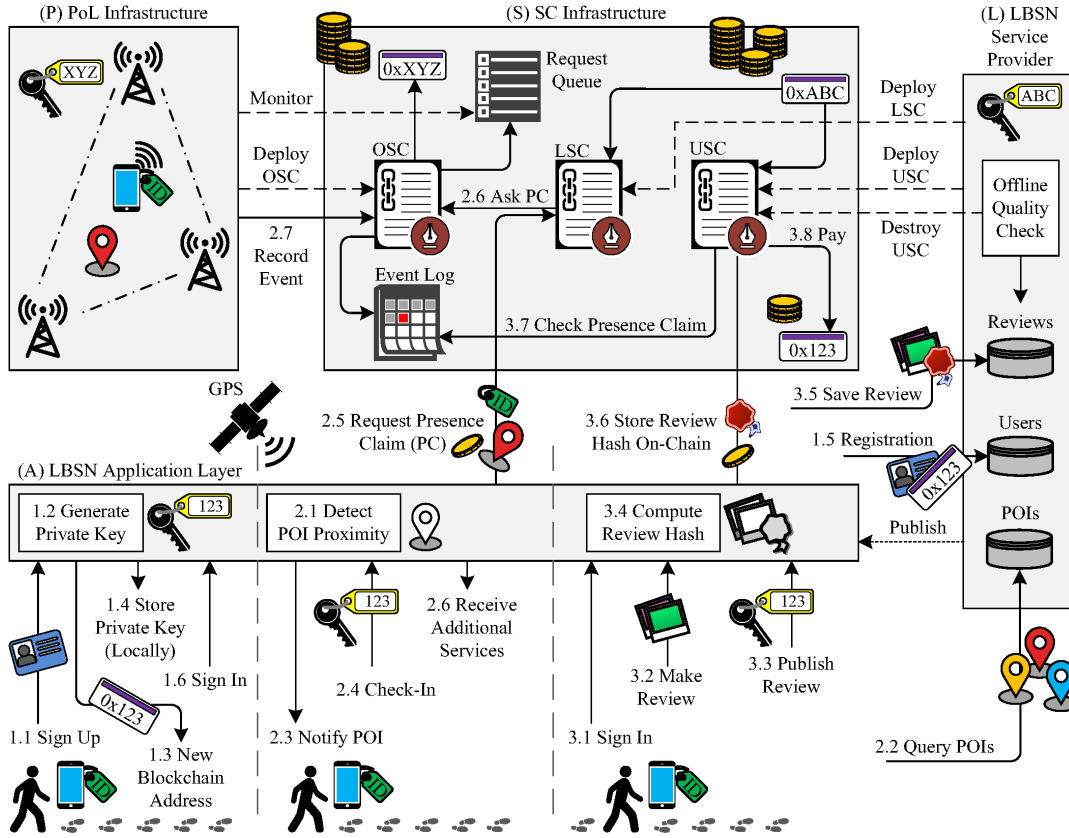 (P) PoL Infrastructure
(S) SC Infrastructure
(L) LBSN
Service
Provider
XYZ
0xXYZ
Request
Queue
0xABC
ABC
Monitor
Deploy
OSC
2.7
Record
Event
ID
OSC
LSC
USC
2.6 Ask PC
3.8 Pay
Event Log
3.7 Check Presence Claim
0x123
Deploy
LSC
Deploy
USC
Destroy
USC
Offline
Quality
Check
Reviews
3.5 Save Review
Users
1.5 Registration
0x123
POIs
Publish
GPS
2.5 Request Presence
Claim (PC)
ID
3.6 Store Review
Hash On-Chain
(A) LBSN Application Layer
1.2 Generate
Private Key
123
2.1 Detect
POI Proximity
3.4 Compute
Review Hash
1.4 Store
Private Key
(Locally)
1.6 Sign In
0x123
1.1 Sign Up
1.3 New
Blockchain
Address
ID
123
2.4 Check-In
2.6 Receive
Additional
Services
2.3 Notify POI
ID
3.2 Make
Review
123
3.3 Publish
Review
3.1 Sign In
ID
2.2 Query POIs